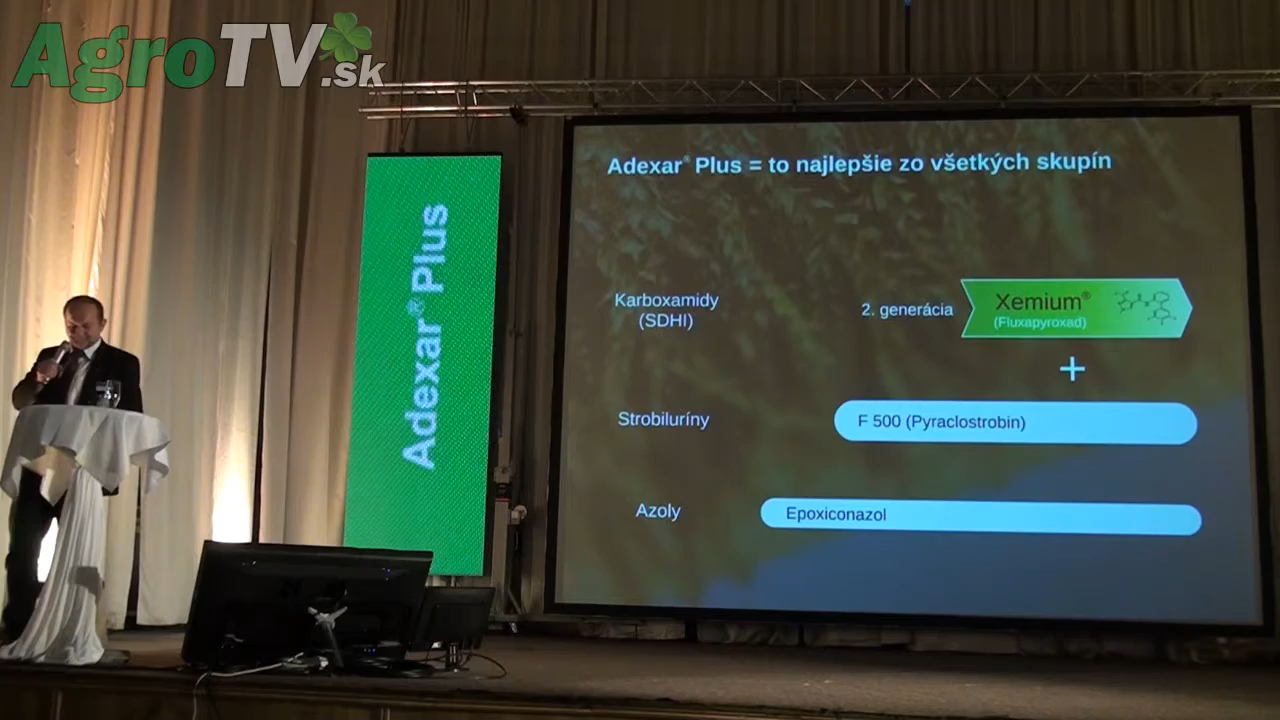 AgroTV.sk
Adexar® Plus = to najlepšie zo všetkých skupín
Adexar® Plus
Karboxamidy
(SDHI)
2. generácia
Xemium®
(Fluxapyroxad)
+
Strobiluríny
F 500 (Pyraclostrobin)
Azoly
Epoxiconazol